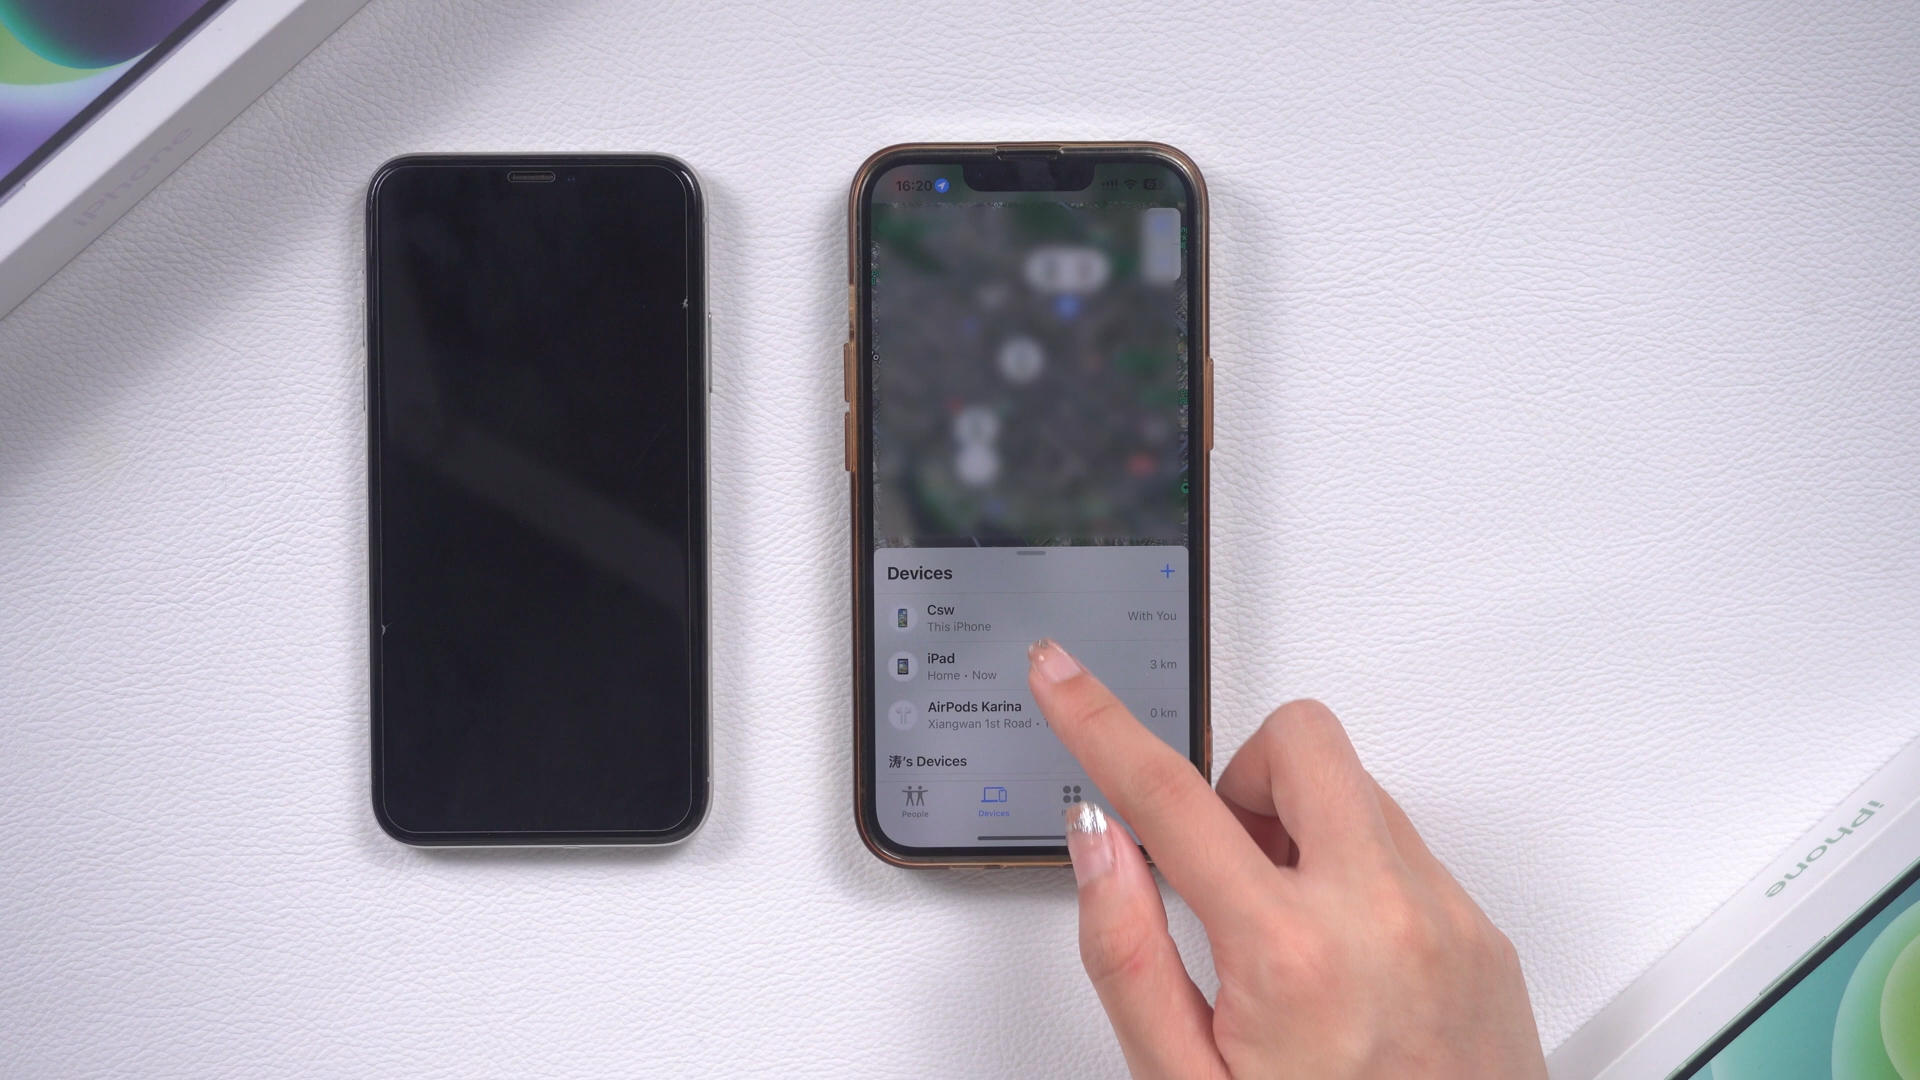 iPhone
16:20
Devices
Csw
This iPhone
With You
iPad
Home • Now
3 km
AirPods Karina
Xiangwan 1st Road •
0 km
涛's Devices
People
Devices
iPhone